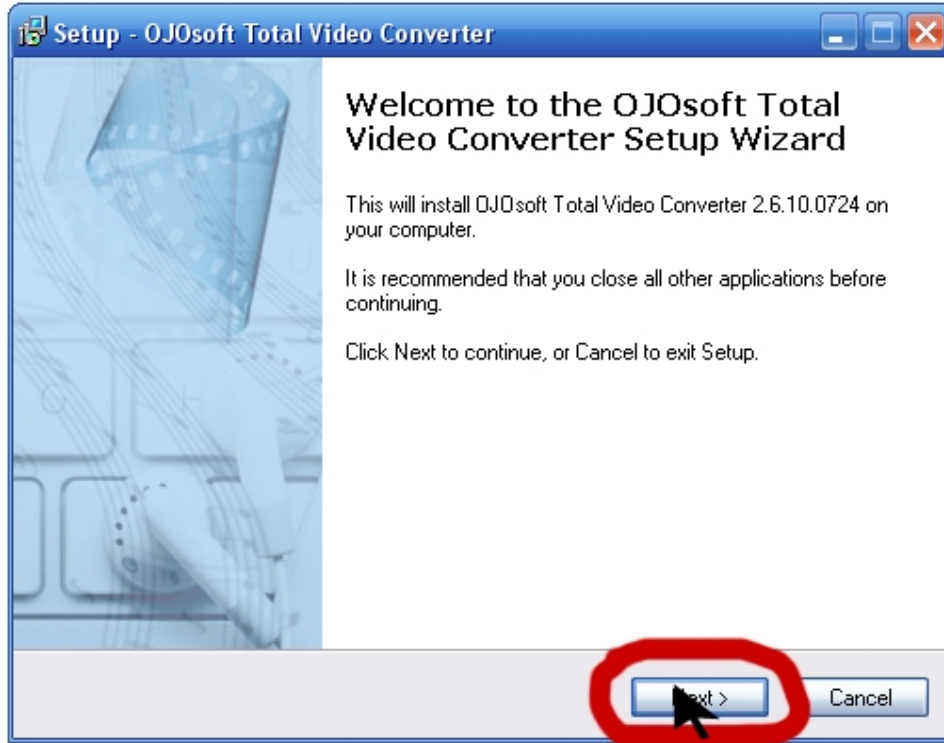 Setup - OJOsoft Total Video Converter
Welcome to the OJOsoft Total
Video Converter Setup Wizard
This will install OJOsoft Total Video Converter 2.6.10.0724 on
your computer.
It is recommended that you close all other applications before
continuing.
Click Next to continue, or Cancel to exit Setup.
Next >
Cancel